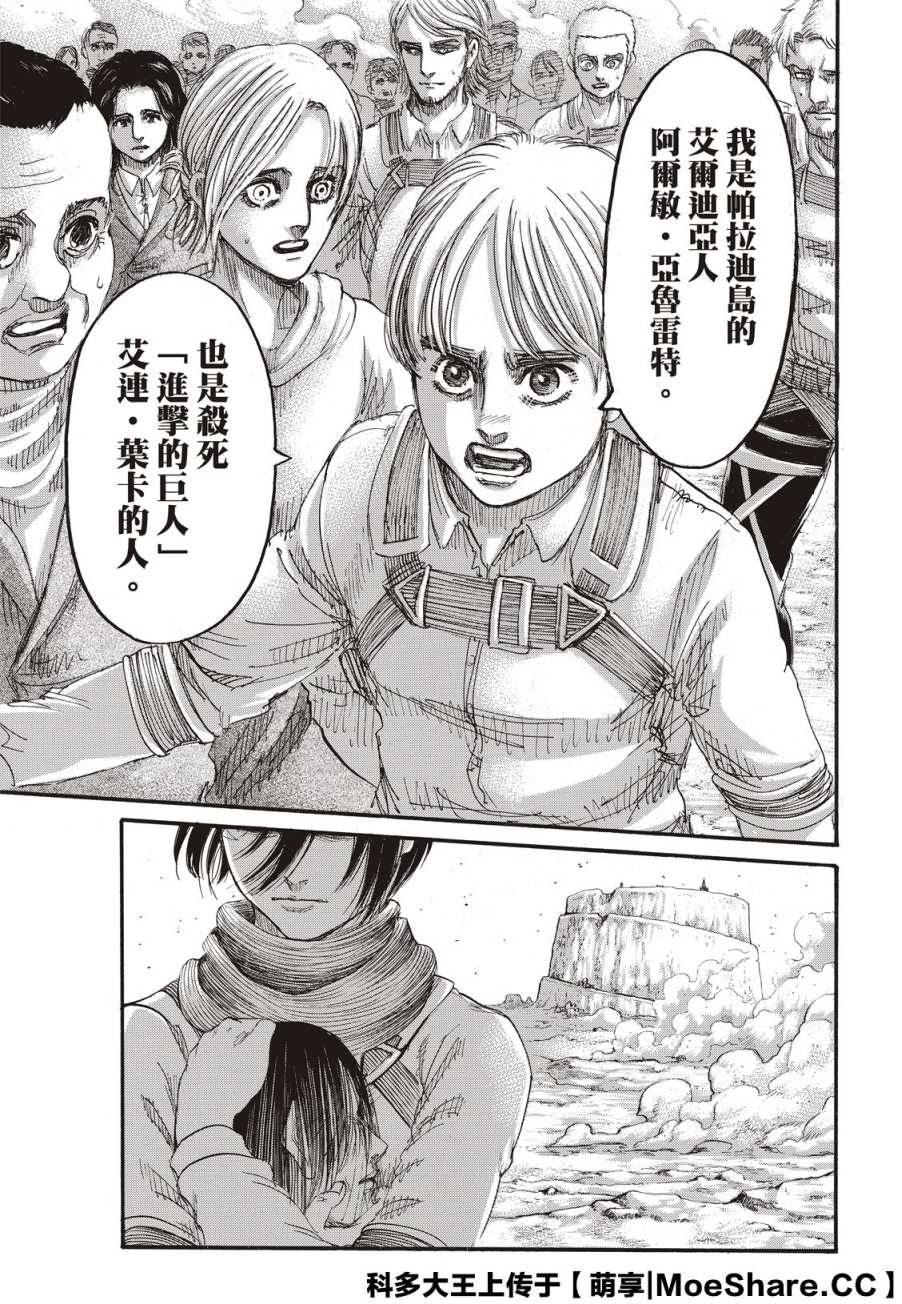 我是帕拉迪島的
艾爾迪亞人
阿爾敏・亞魯雷特。
也是殺死
「進擊的巨人」
艾連・葉卡的人。
科多大王上传于【萌享|MoeShare.CC】